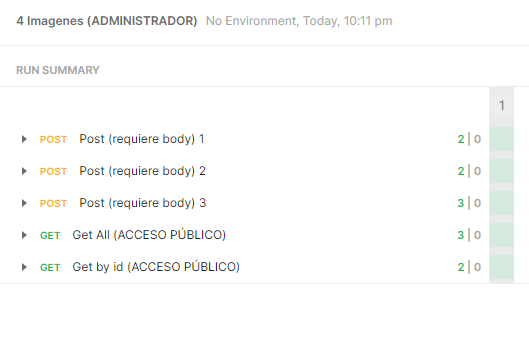 4 Imagenes (ADMINISTRADOR) No Environment, Today, 10:11 pm
RUN SUMMARY
1
POST Post (requiere body) 1 2 | 0
POST Post (requiere body) 2 2 | 0
POST Post (requiere body) 3 3 | 0
GET Get All (ACCESO PÚBLICO) 3 | 0
GET Get by id (ACCESO PÚBLICO) 2 | 0